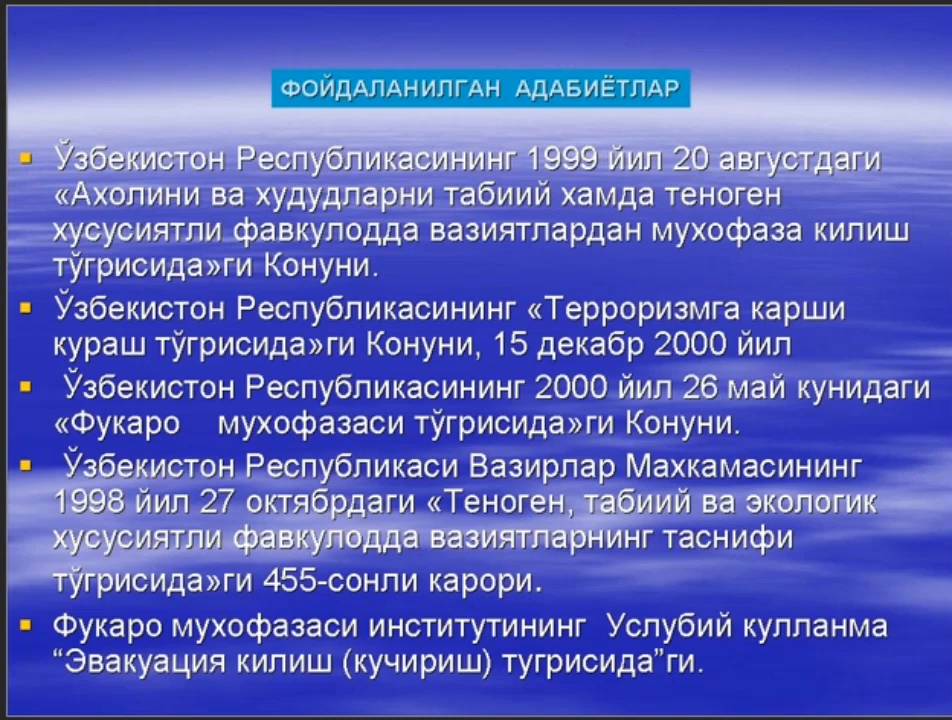 ФОЙДАЛАНИЛГАН АДАБИЁТЛАР
Ўзбекистон Республикасининг 1999 йил 20 августдаги
«Ахолини ва худудларни табиий хамда теноген
хусусиятли фавкулодда вазиятлардан мухофаза килиш
тўгрисида»ги Конуни.
Ўзбекистон Республикасининг «Терроризмга карши
кураш тўгрисида»ги Конуни, 15 декабр 2000 йил
Ўзбекистон Республикасининг 2000 йил 26 май кунидаги
«Фукаро мухофазаси тўгрисида»ги Конуни.
Ўзбекистон Республикаси Вазирлар Махкамасининг
1998 йил 27 октябрдаги «Теноген, табиий ва экологик
хусусиятли фавкулодда вазиятларнинг таснифи
тўгрисида»ги 455-сонли карори.
Фукаро мухофазаси институтининг Услубий кулланма
“Эвакуация килиш (кучириш) тугрисида”ги.